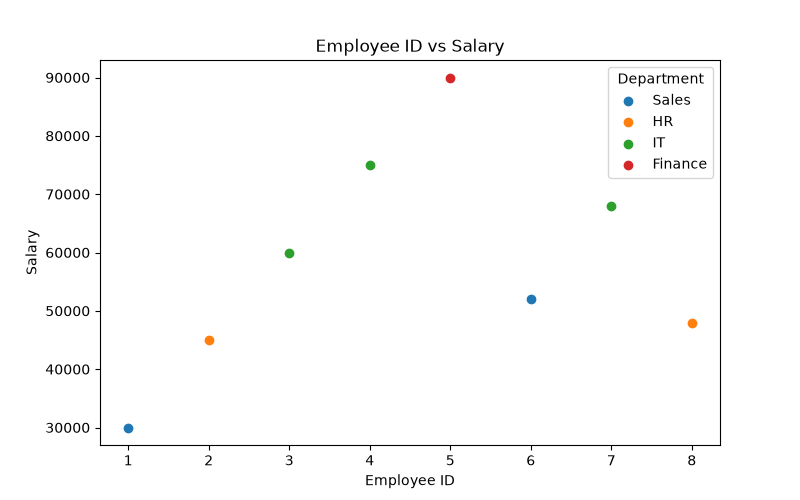 Employee ID vs Salary
90000
80000
70000
60000
50000
40000
30000
Salary
Department
Sales
HR
IT
Finance
1 2 3 4 5 6 7 8
Employee ID